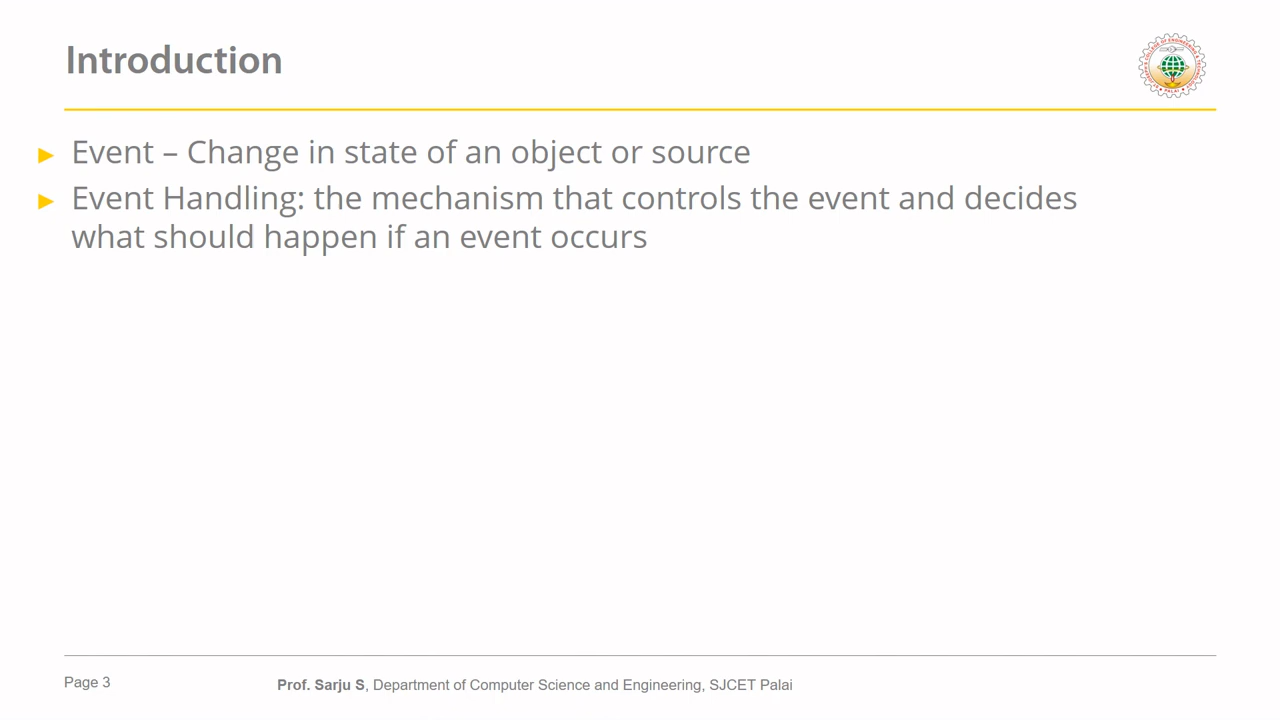 Introduction
► Event – Change in state of an object or source
► Event Handling: the mechanism that controls the event and decides
what should happen if an event occurs
Page 3
Prof. Sarju S, Department of Computer Science and Engineering, SJCET Palai